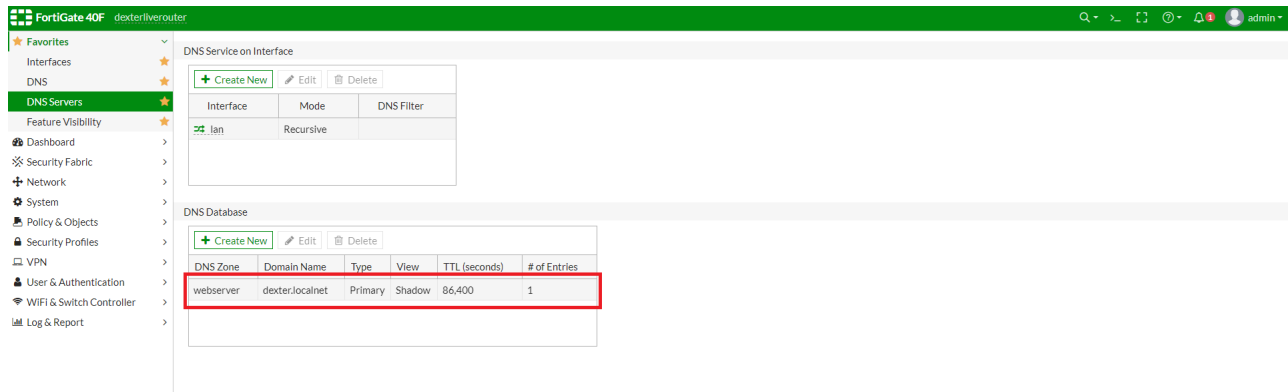 FortiGate 40F dexterliverouter
1 admin
Favorites
Interfaces
DNS
DNS Servers
Feature Visibility
Dashboard
Security Fabric
Network
System
Policy & Objects
Security Profiles
VPN
User & Authentication
WiFi & Switch Controller
Log & Report
DNS Service on Interface
Create New Edit Delete
Interface Mode DNS Filter
lan Recursive
DNS Database
Create New Edit Delete
DNS Zone Domain Name Type View TTL (seconds) # of Entries
webserver dexter.localnet Primary Shadow 86,400 1